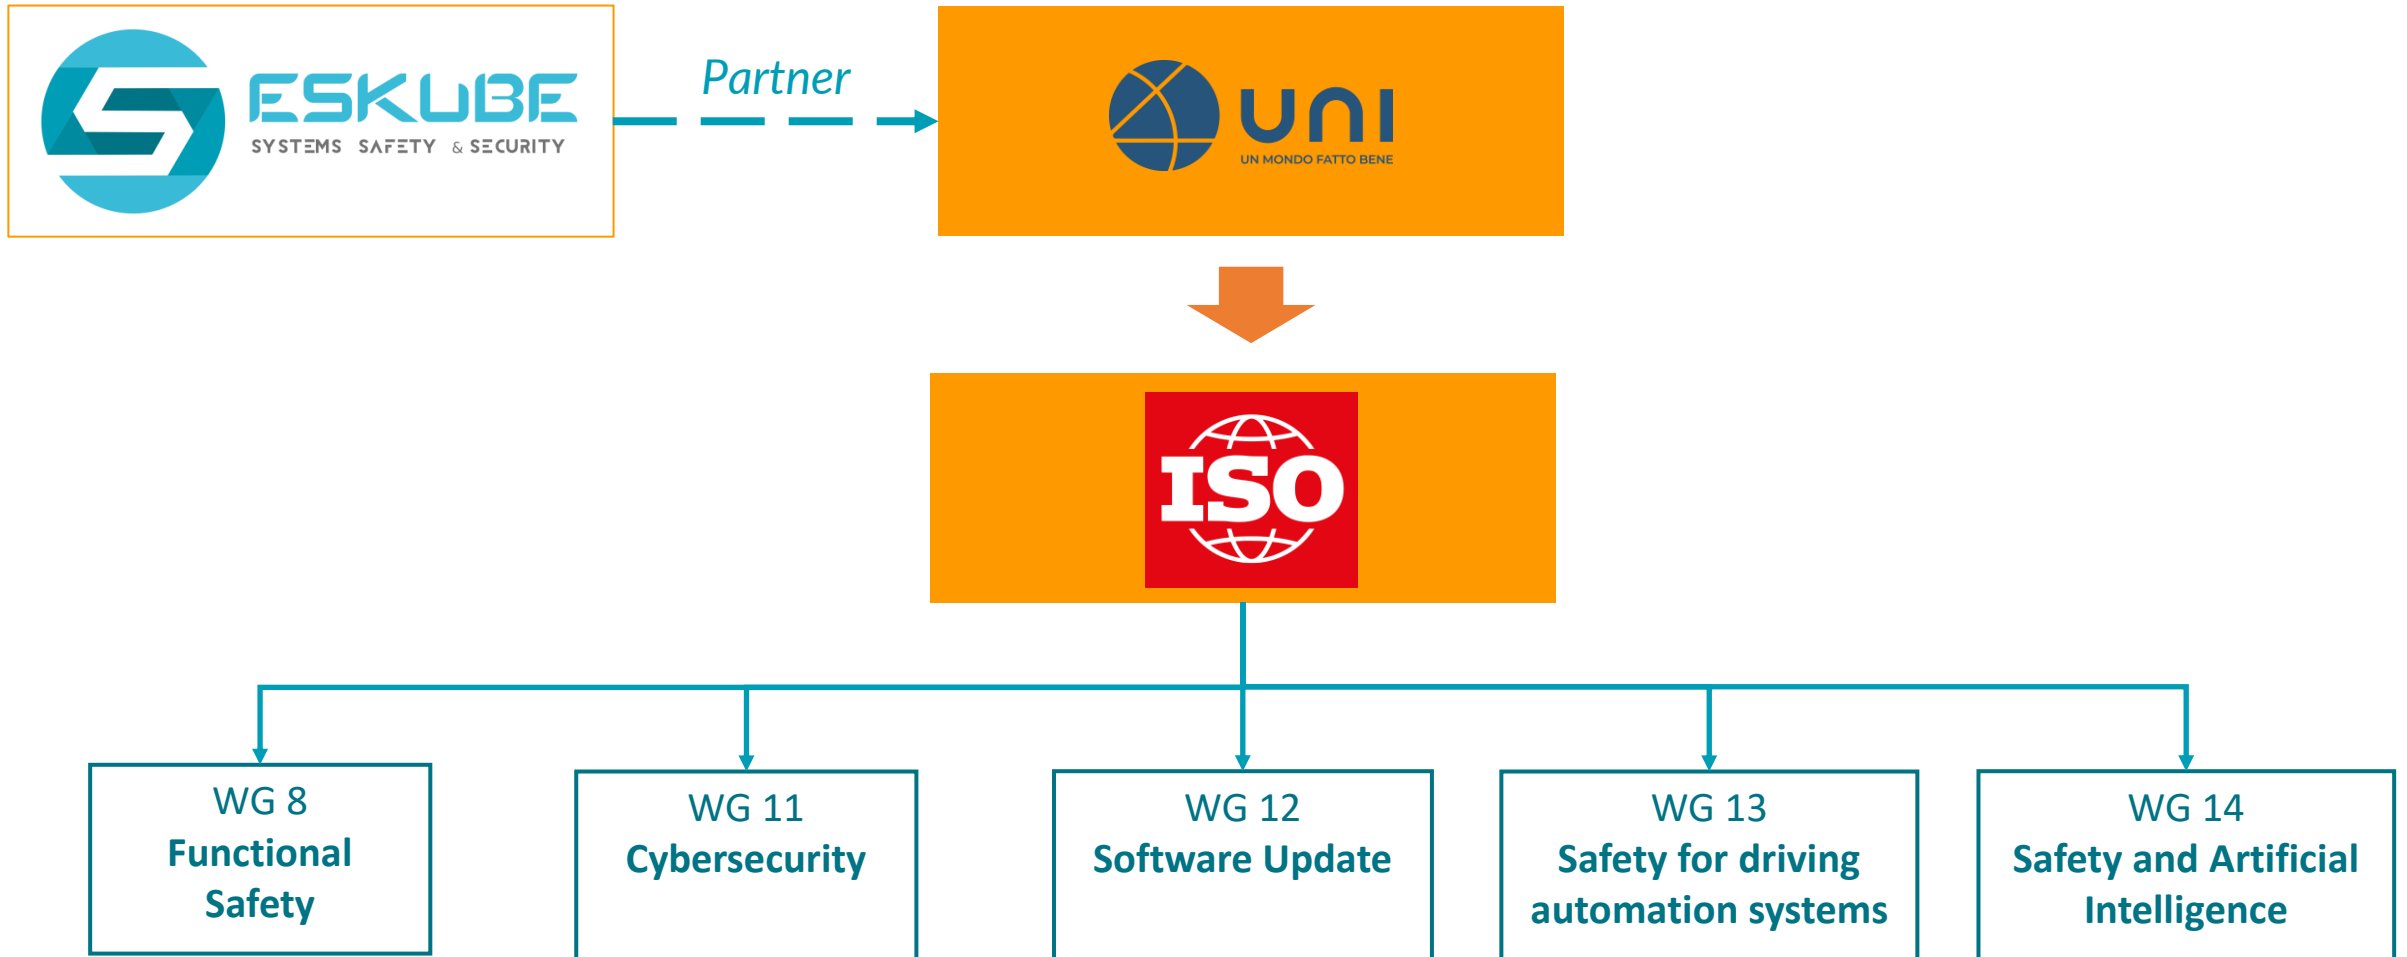 ESKUBE
SYSTEMS SAFETY & SECURITY
Partner
UNI
UN MONDO FATTO BENE
ISO
WG 8
Functional
Safety
WG 11
Cybersecurity
WG 12
Software Update
WG 13
Safety for driving
automation systems
WG 14
Safety and Artificial
Intelligence